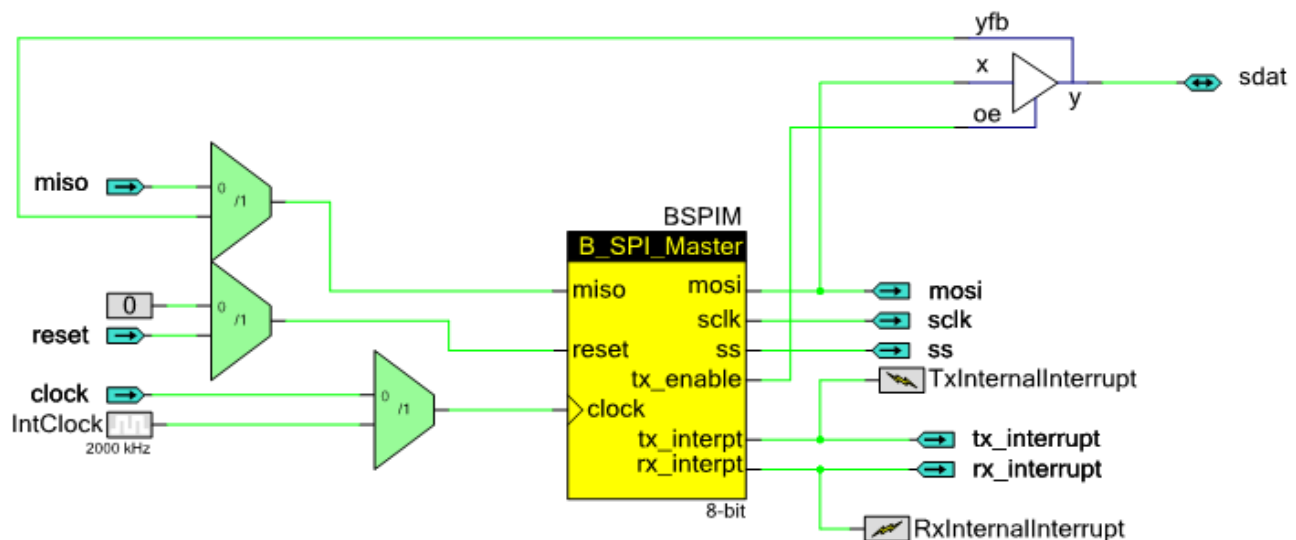 yfb
x
sdat
y
oe
miso
0
/1
BSPIM
B_SPI_Master
0
0
/1
miso
mosi
mosi
sclk
sclk
reset
reset
ss
ss
tx_enable
TxInternalInterrupt
clock
0
/1
clock
IntClock
2000 kHz
tx_interpt
tx_interrupt
rx_interpt
rx_interrupt
8-bit
RxInternalInterrupt